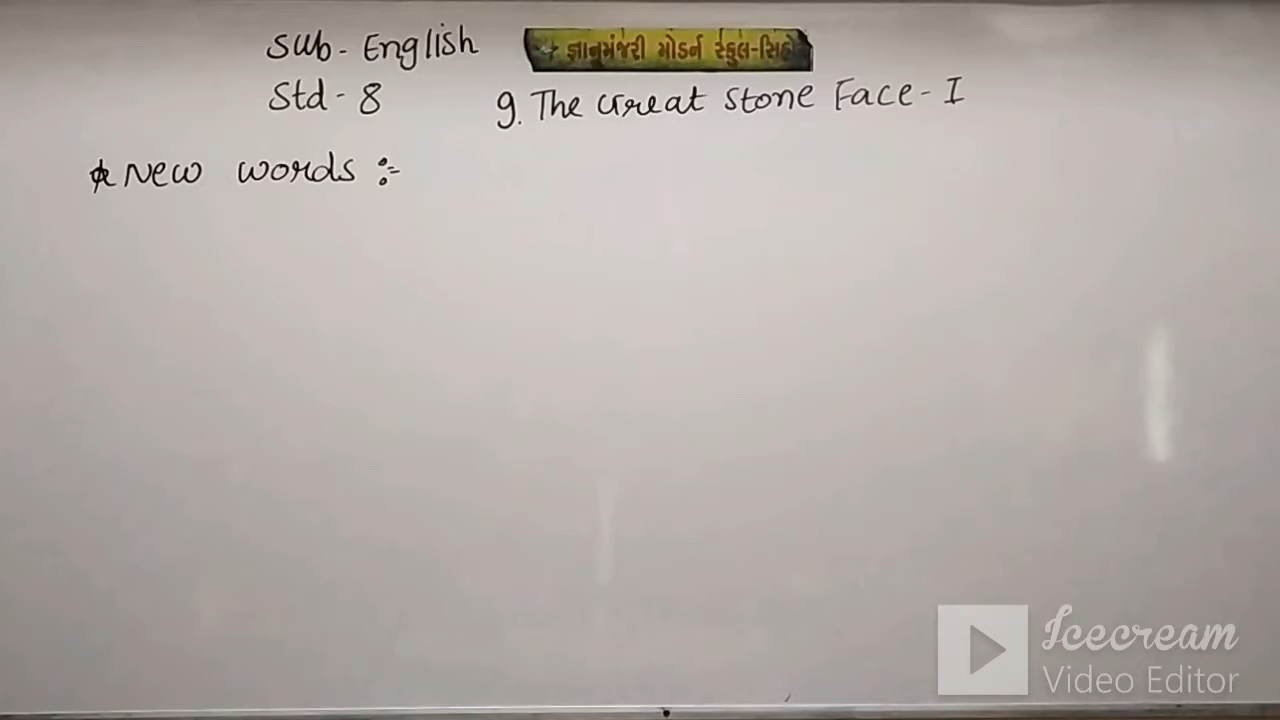 Sub - English
જ્ઞાનમંજરી મોડર્ન સ્કુલ-સિહોર
Std - 8
9. The Great Stone Face - I
* New words :-
Icecream
Video Editor